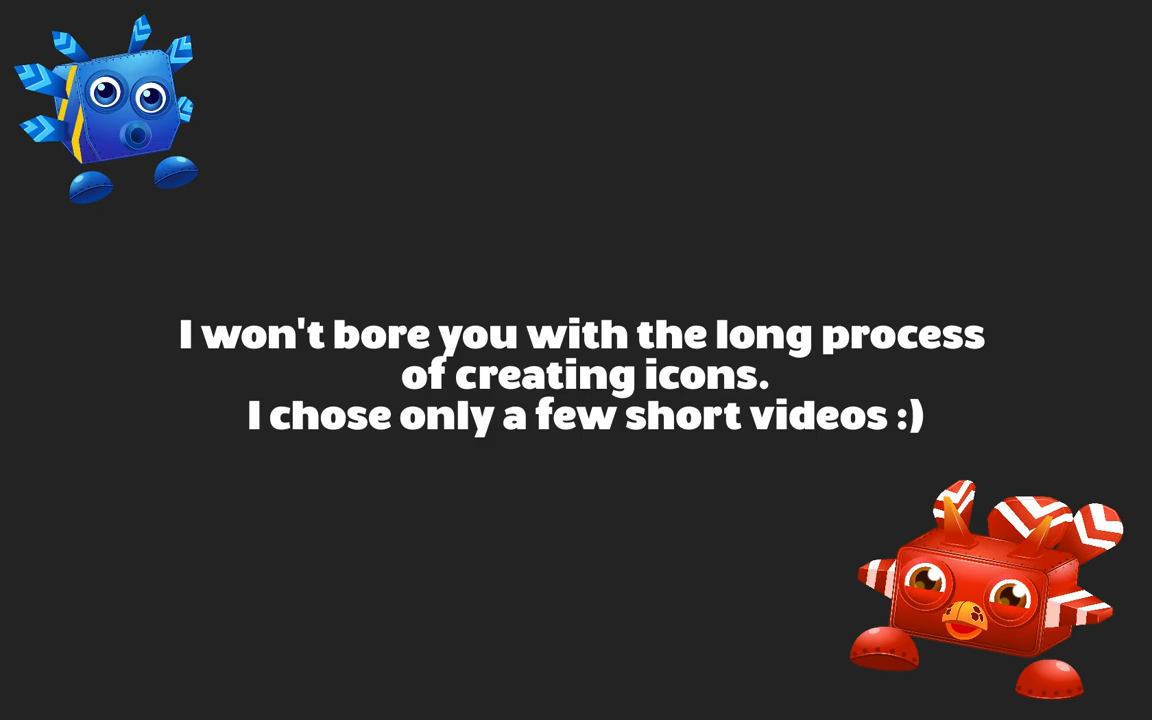 I won't bore you with the long process
of creating icons.
I chose only a few short videos :)